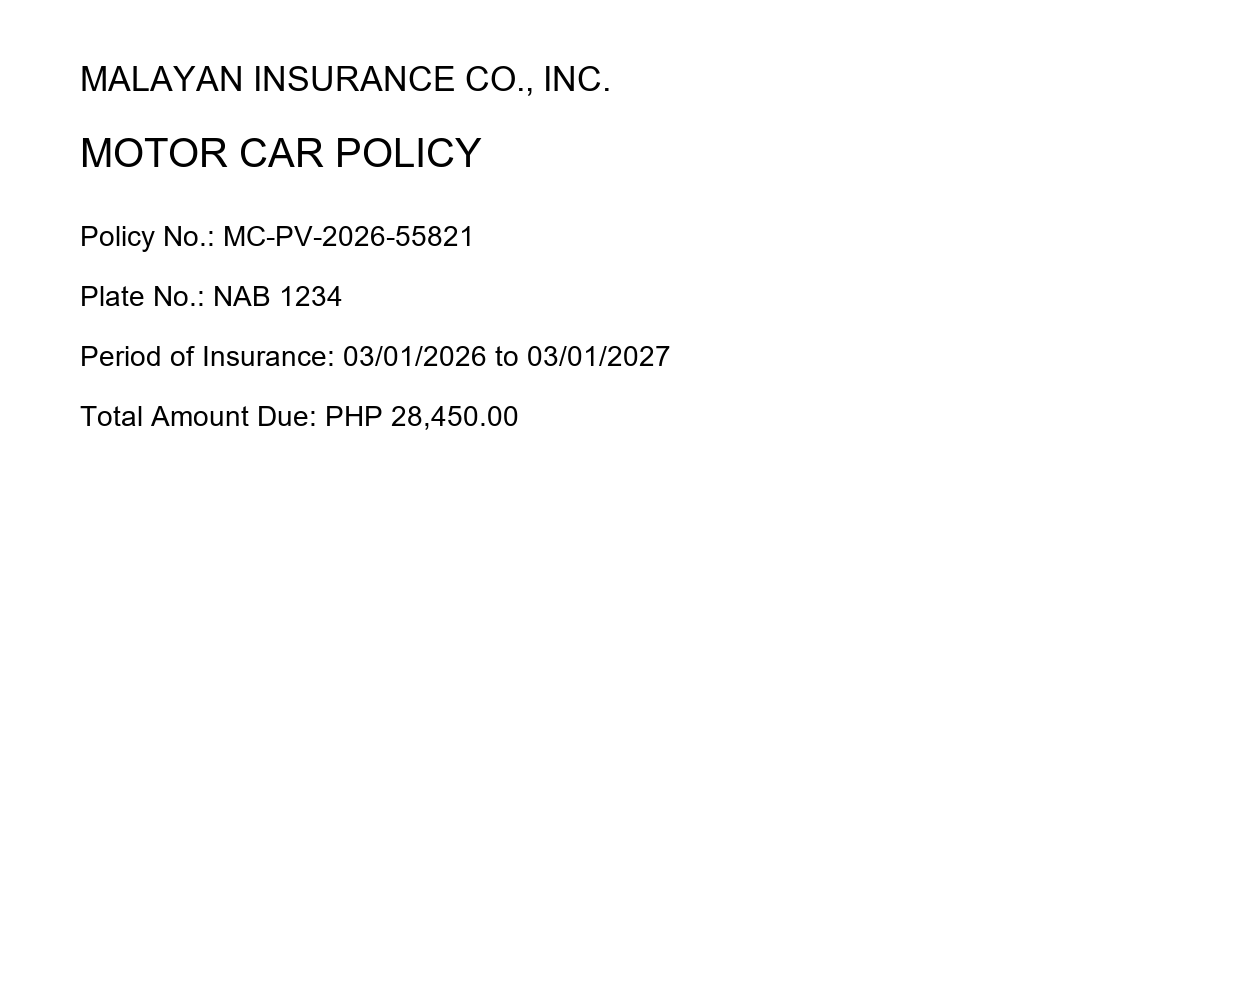 MALAYAN INSURANCE CO., INC.
MOTOR CAR POLICY
Policy No.: MC-PV-2026-55821
Plate No.: NAB 1234
Period of Insurance: 03/01/2026 to 03/01/2027
Total Amount Due: PHP 28,450.00